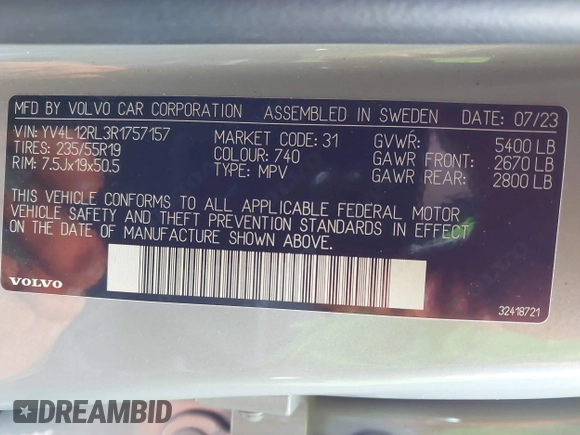 MFD BY VOLVO CAR CORPORATION ASSEMBLED IN SWEDEN DATE: 07/23
VIN: YV4L12RL3R1757157 MARKET CODE: 31 GVWR: 5400 LB
TIRES: 235/55R19 COLOUR: 740 GAWR FRONT: 2670 LB
RIM: 7.5Jx19x50.5 TYPE: MPV GAWR REAR: 2800 LB
THIS VEHICLE CONFORMS TO ALL APPLICABLE FEDERAL MOTOR
VEHICLE SAFETY AND THEFT PREVENTION STANDARDS IN EFFECT
ON THE DATE OF MANUFACTURE SHOWN ABOVE.
VOLVO 32418721
DREAMBID